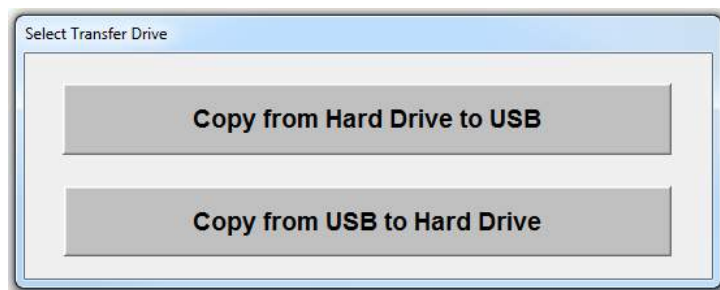 Select Transfer Drive
Copy from Hard Drive to USB
Copy from USB to Hard Drive